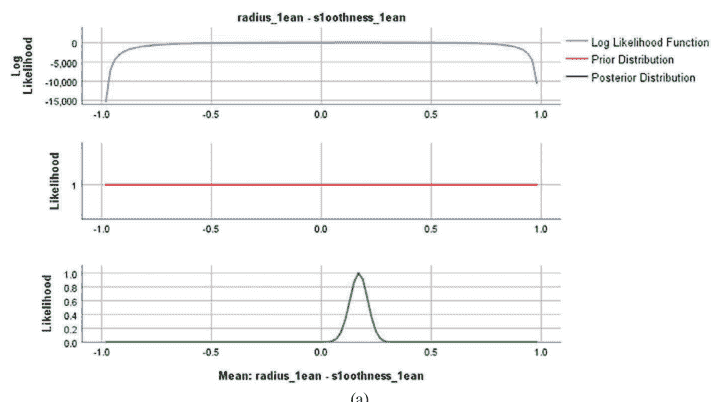 radius_1ean - s1oothness_1ean
Log Likelihood
0
-5,000
-10,000
-15,000
-1.0 -0.5 0.0 0.5 1.0
Log Likelihood Function
Prior Distribution
Posterior Distribution
Likelihood
1
-1.0 -0.5 0.0 0.5 1.0
Likelihood
1.0
0.8
0.6
0.4
0.2
0.0
-1.0 -0.5 0.0 0.5 1.0
Mean: radius_1ean - s1oothness_1ean
(a)